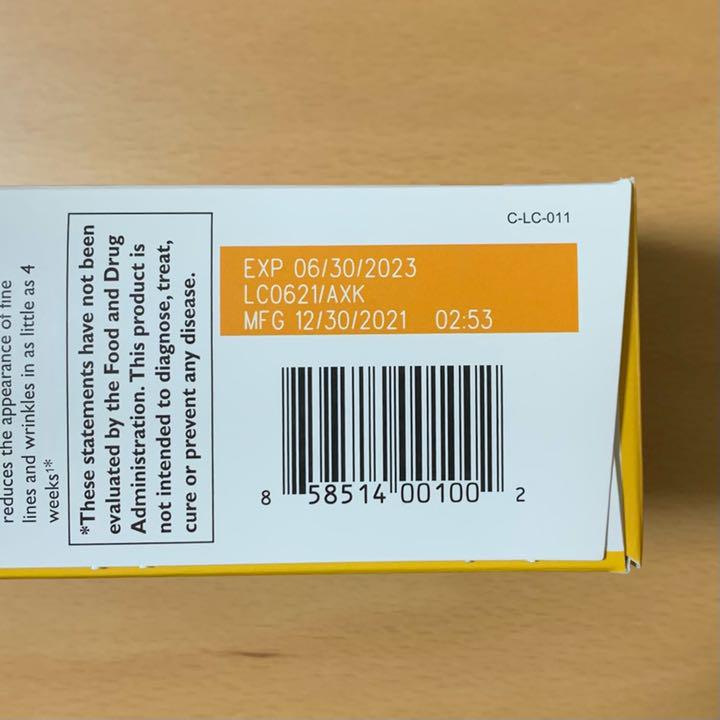 reduces the appearance of fine
lines and wrinkles in as little as 4
weeks¹*
*These statements have not been
evaluated by the Food and Drug
Administration. This product is
not intended to diagnose, treat,
cure or prevent any disease.
C-LC-011
EXP 06/30/2023
LC0621/AXK
MFG 12/30/2021 02:53
8 58514 00100 2